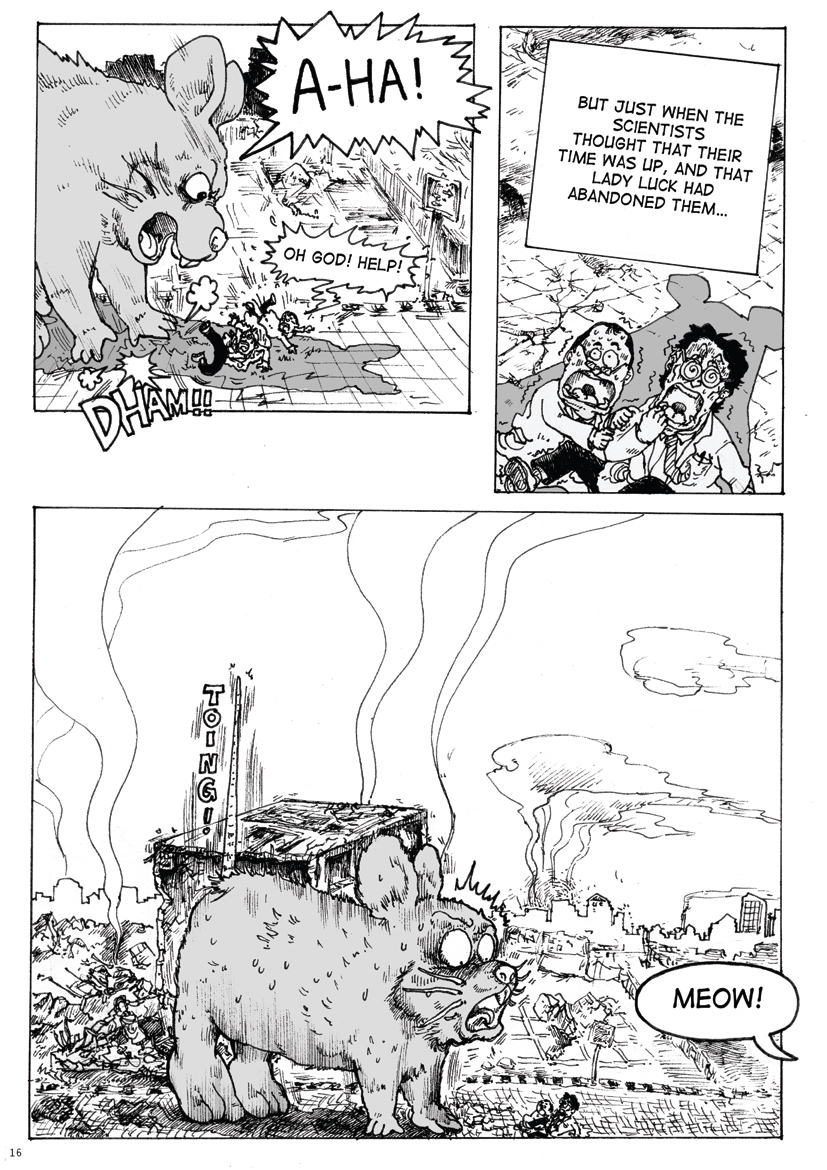 A-HA!
OH GOD! HELP!
DHAM!!
BUT JUST WHEN THE
SCIENTISTS
THOUGHT THAT THEIR
TIME WAS UP, AND THAT
LADY LUCK HAD
ABANDONED THEM...
TOING!
MEOW!
16